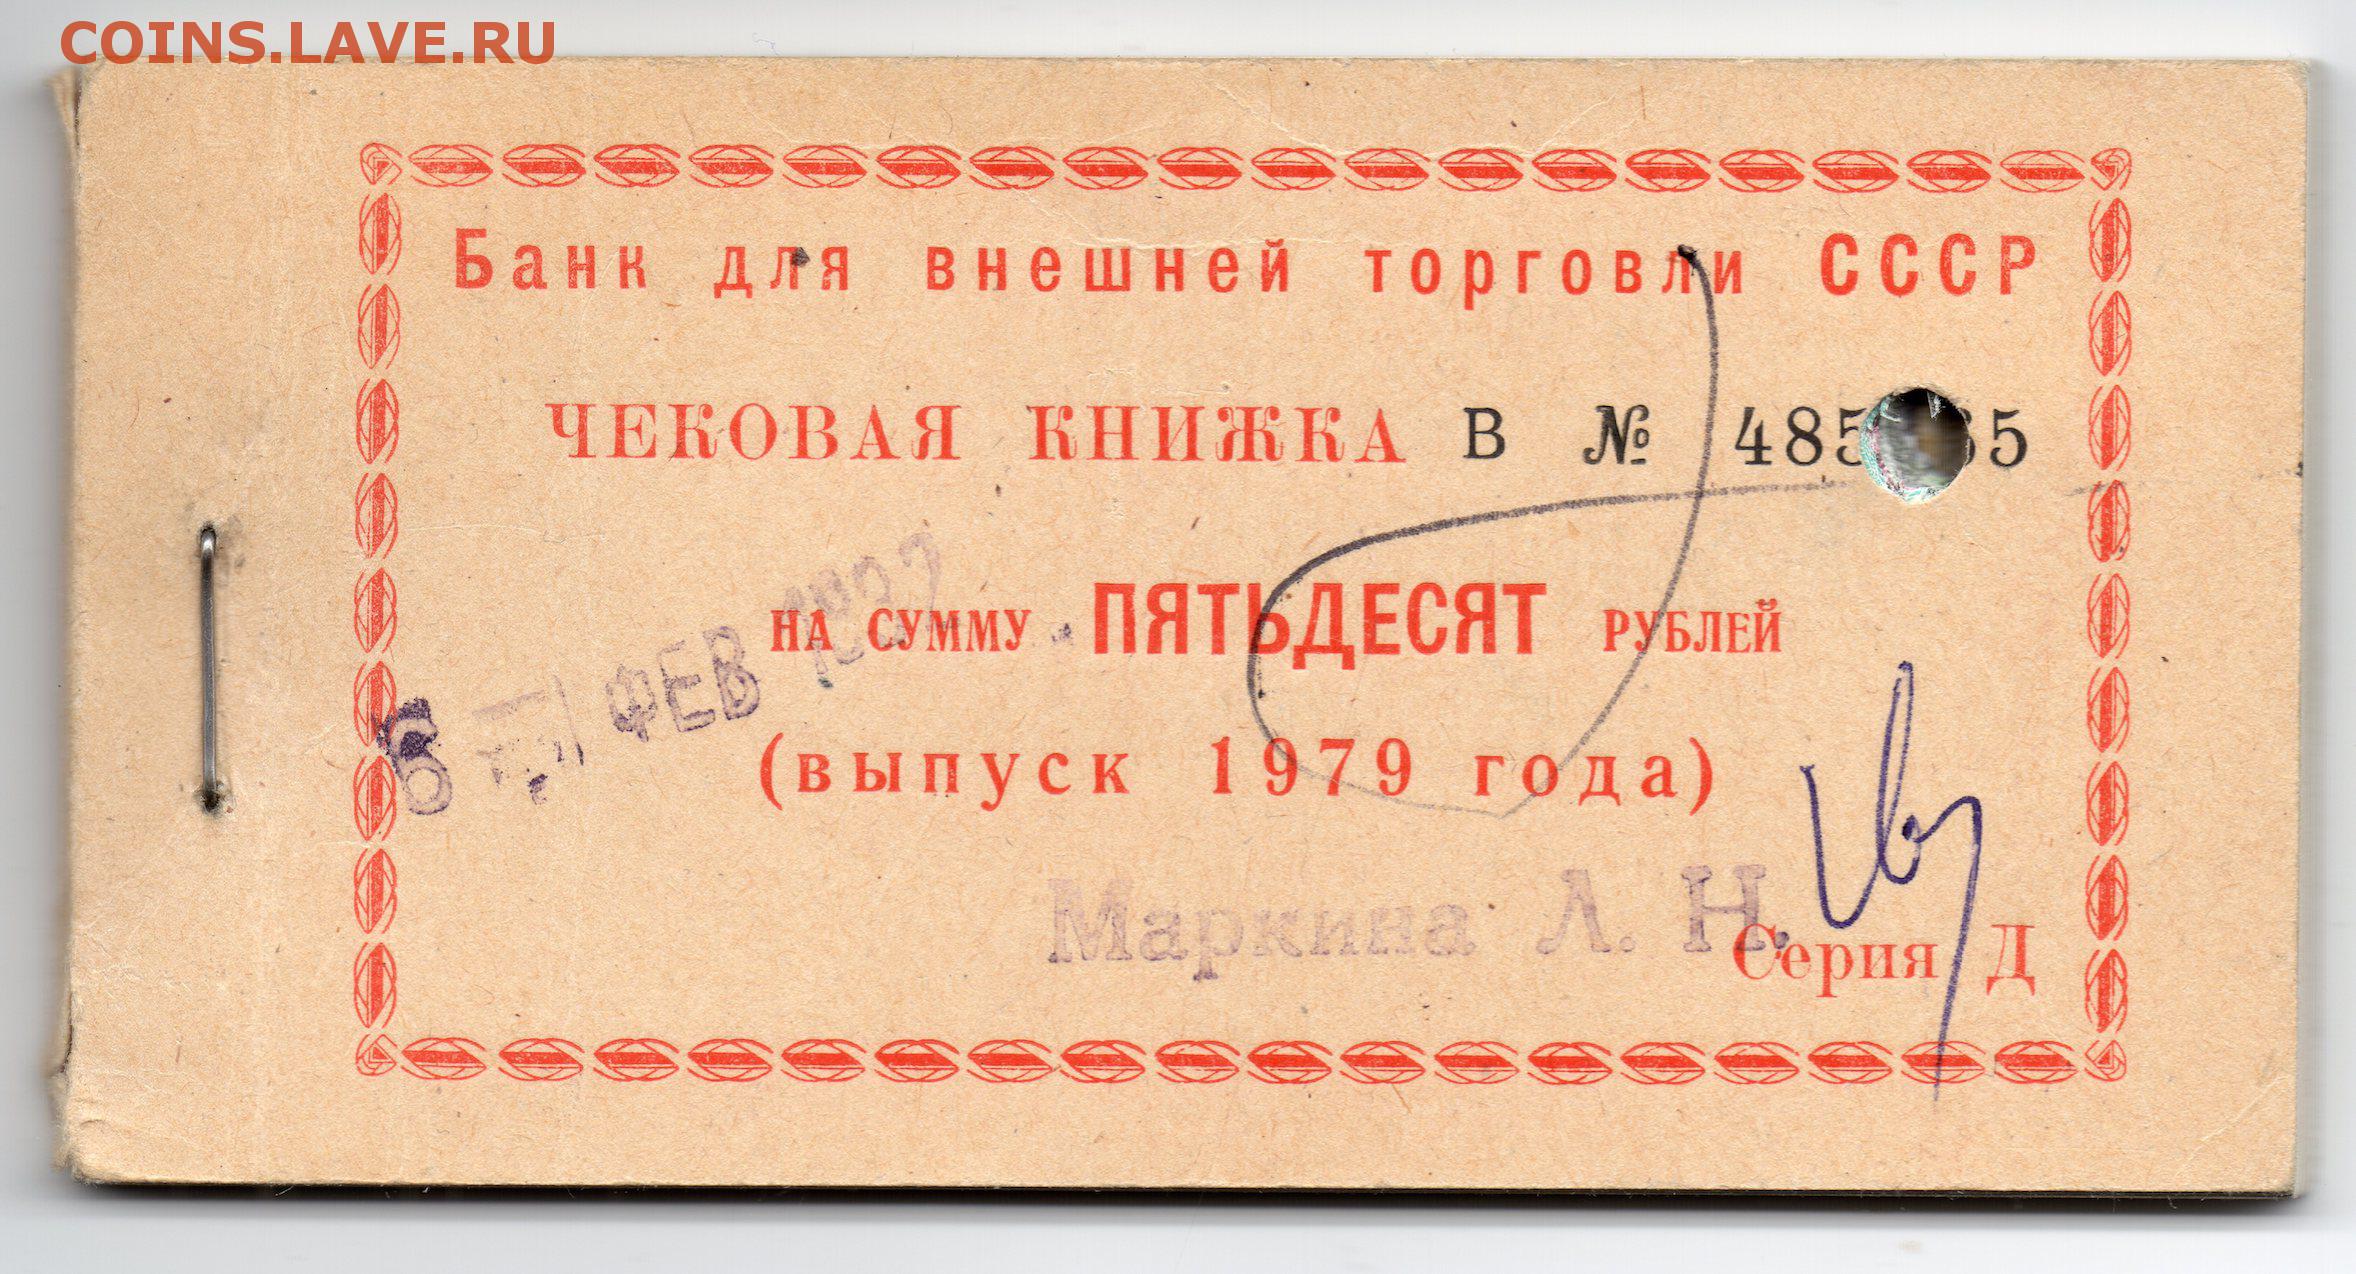 COINS.LAVE.RU
Банк для внешней торговли СССР
ЧЕКОВАЯ КНИЖКА В №
НА СУММУ ПЯТЬДЕСЯТ РУБЛЕЙ
6 ФЕВ
(выпуск 1979 года)
Маркина Л. Н.
Серия Д